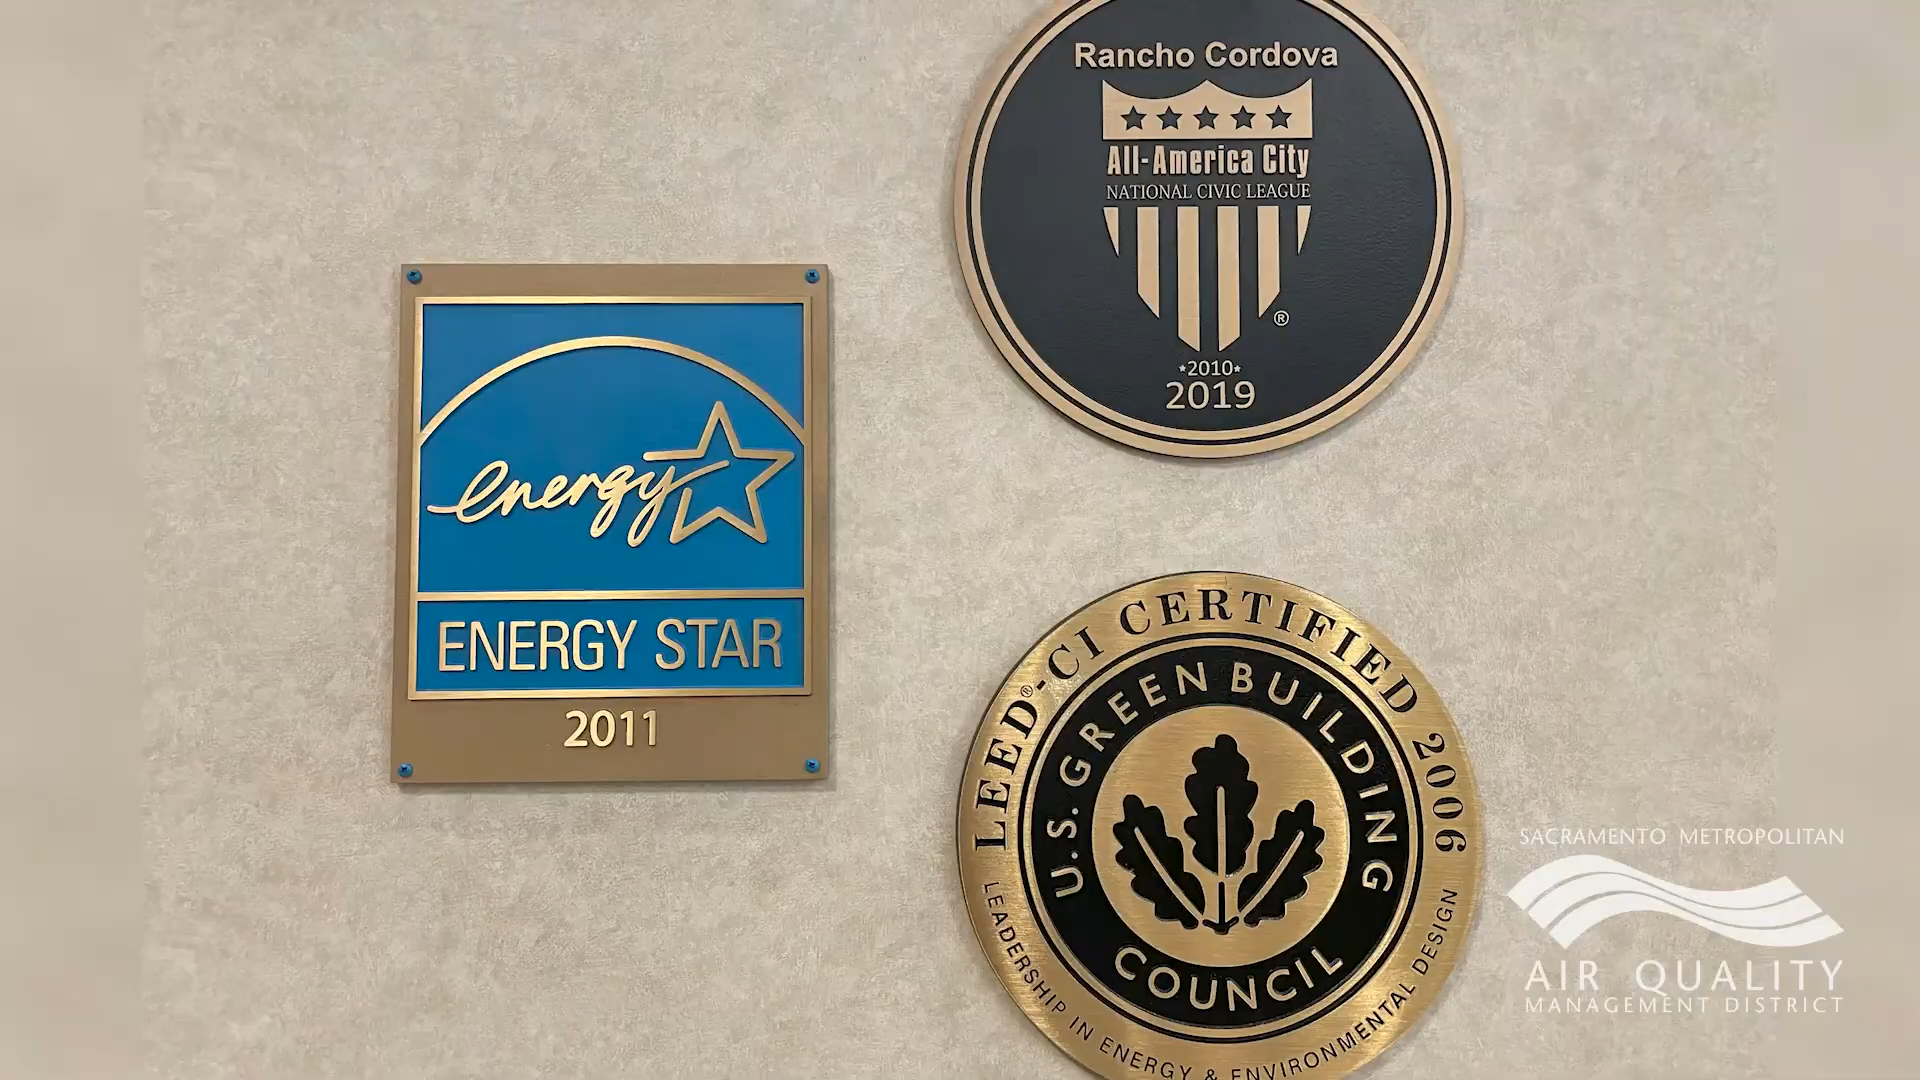 Rancho Cordova
All-America City
NATIONAL CIVIC LEAGUE
®
*2010*
2019
energy
ENERGY STAR
2011
LEED®-CI CERTIFIED 2006
U.S. GREEN BUILDING
COUNCIL
LEADERSHIP IN ENERGY & ENVIRONMENTAL DESIGN
SACRAMENTO METROPOLITAN
AIR QUALITY
MANAGEMENT DISTRICT